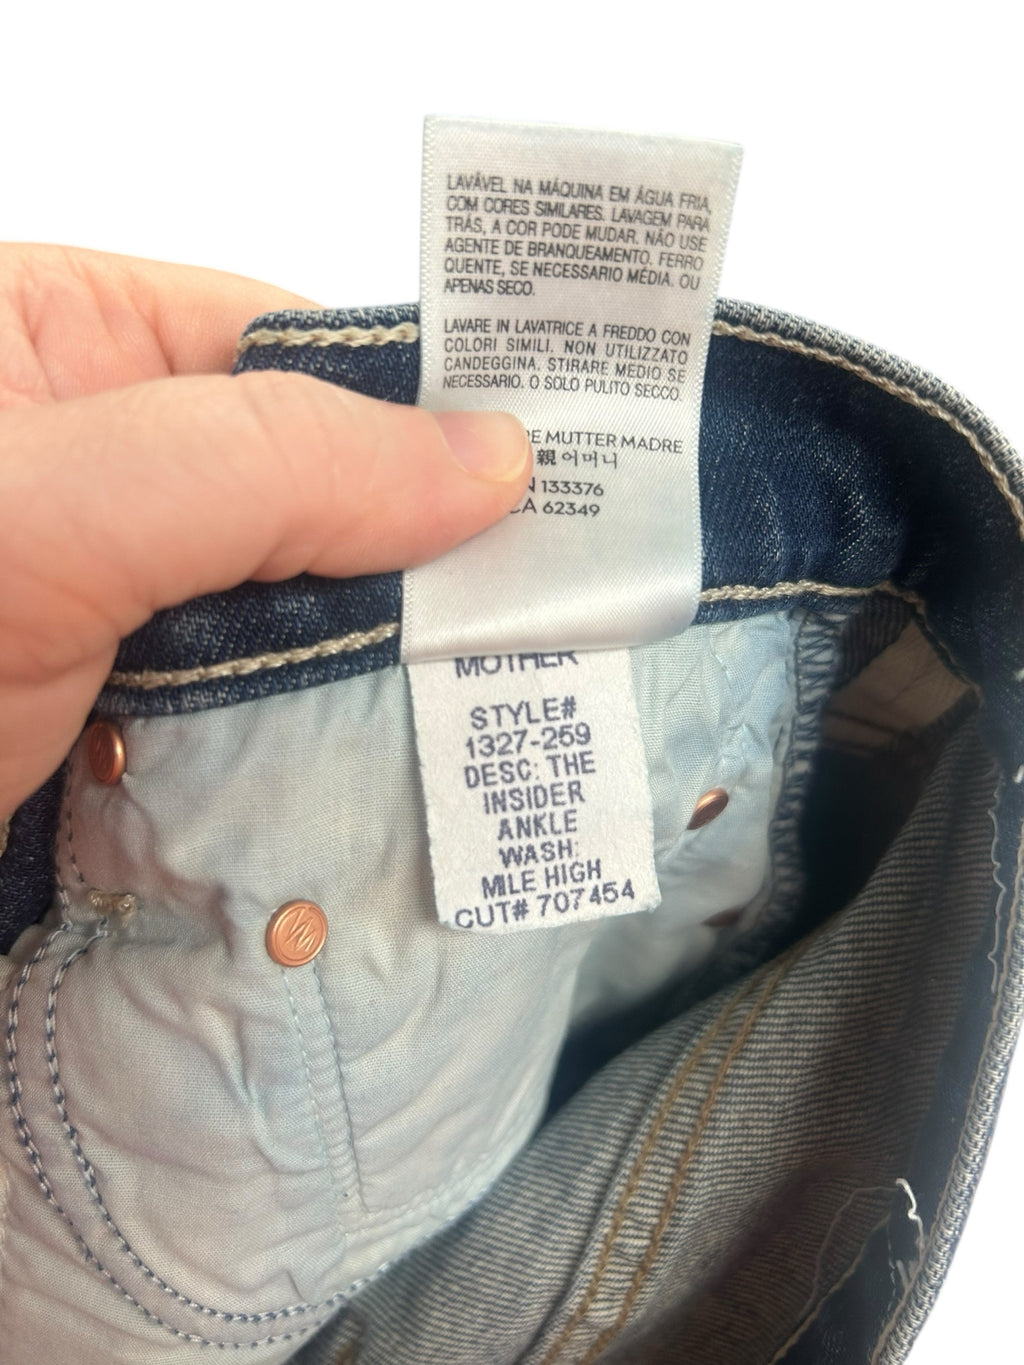 LAVÁVEL NA MÁQUINA EM ÁGUA FRIA,
COM CORES SIMILARES. LAVAGEM PARA
TRÁS, A COR PODE MUDAR. NÃO USE
AGENTE DE BRANQUEAMENTO. FERRO
QUENTE, SE NECESSARIO MÉDIA. OU
APENAS SECO.
LAVARE IN LAVATRICE A FREDDO CON
COLORI SIMILI. NON UTILIZZATO
CANDEGGINA. STIRARE MEDIO SE
NECESSARIO. O SOLO PULITO SECCO.
MUTTER MADRE
親 어머니
133376
CA 62349
MOTHER
STYLE#
1327-259
DESC: THE
INSIDER
ANKLE
WASH:
MILE HIGH
CUT# 707454